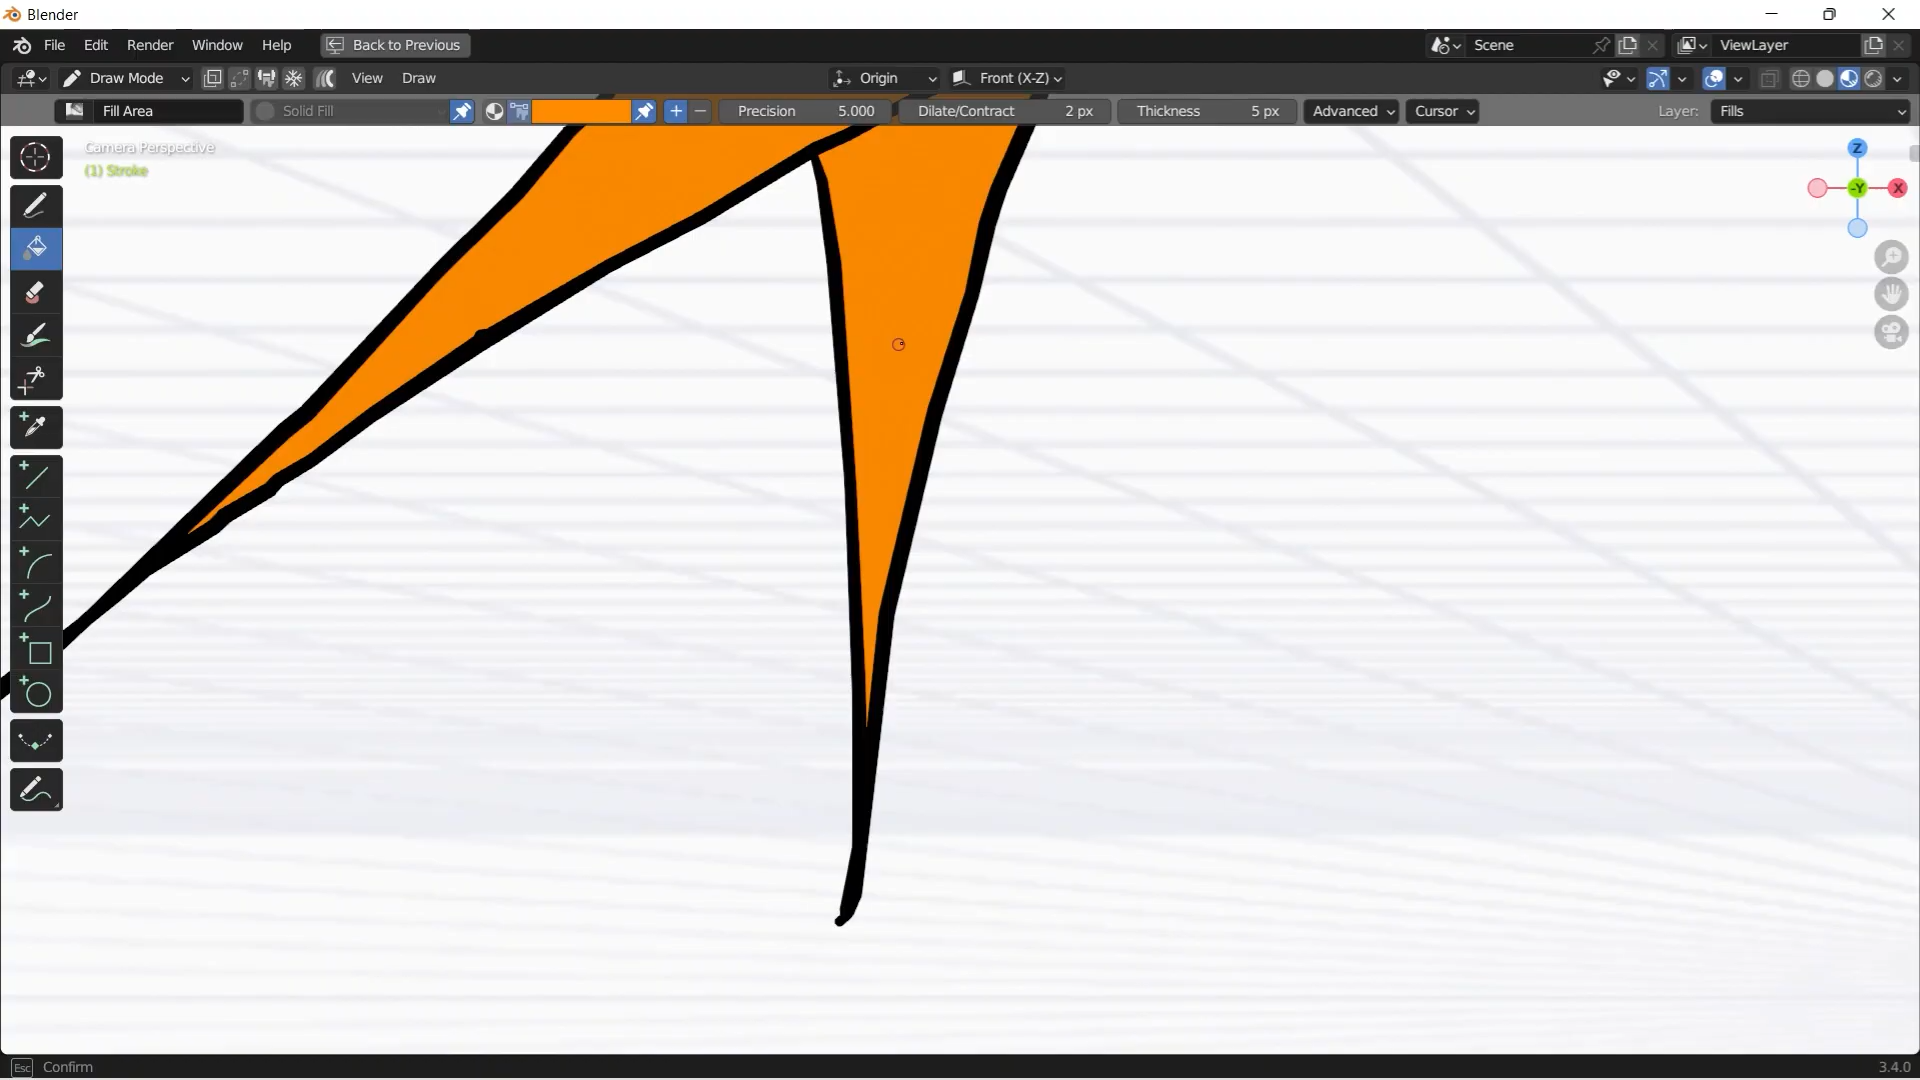 Blender
File Edit Render Window Help Back to Previous Scene ViewLayer
Draw Mode View Draw Origin Front (X-Z)
Fill Area Solid Fill Precision 5.000 Dilate/Contract 2 px Thickness 5 px Advanced Cursor Layer: Fills
Camera Perspective
(1) Stroke
Z
-Y X
Esc Confirm 3.4.0